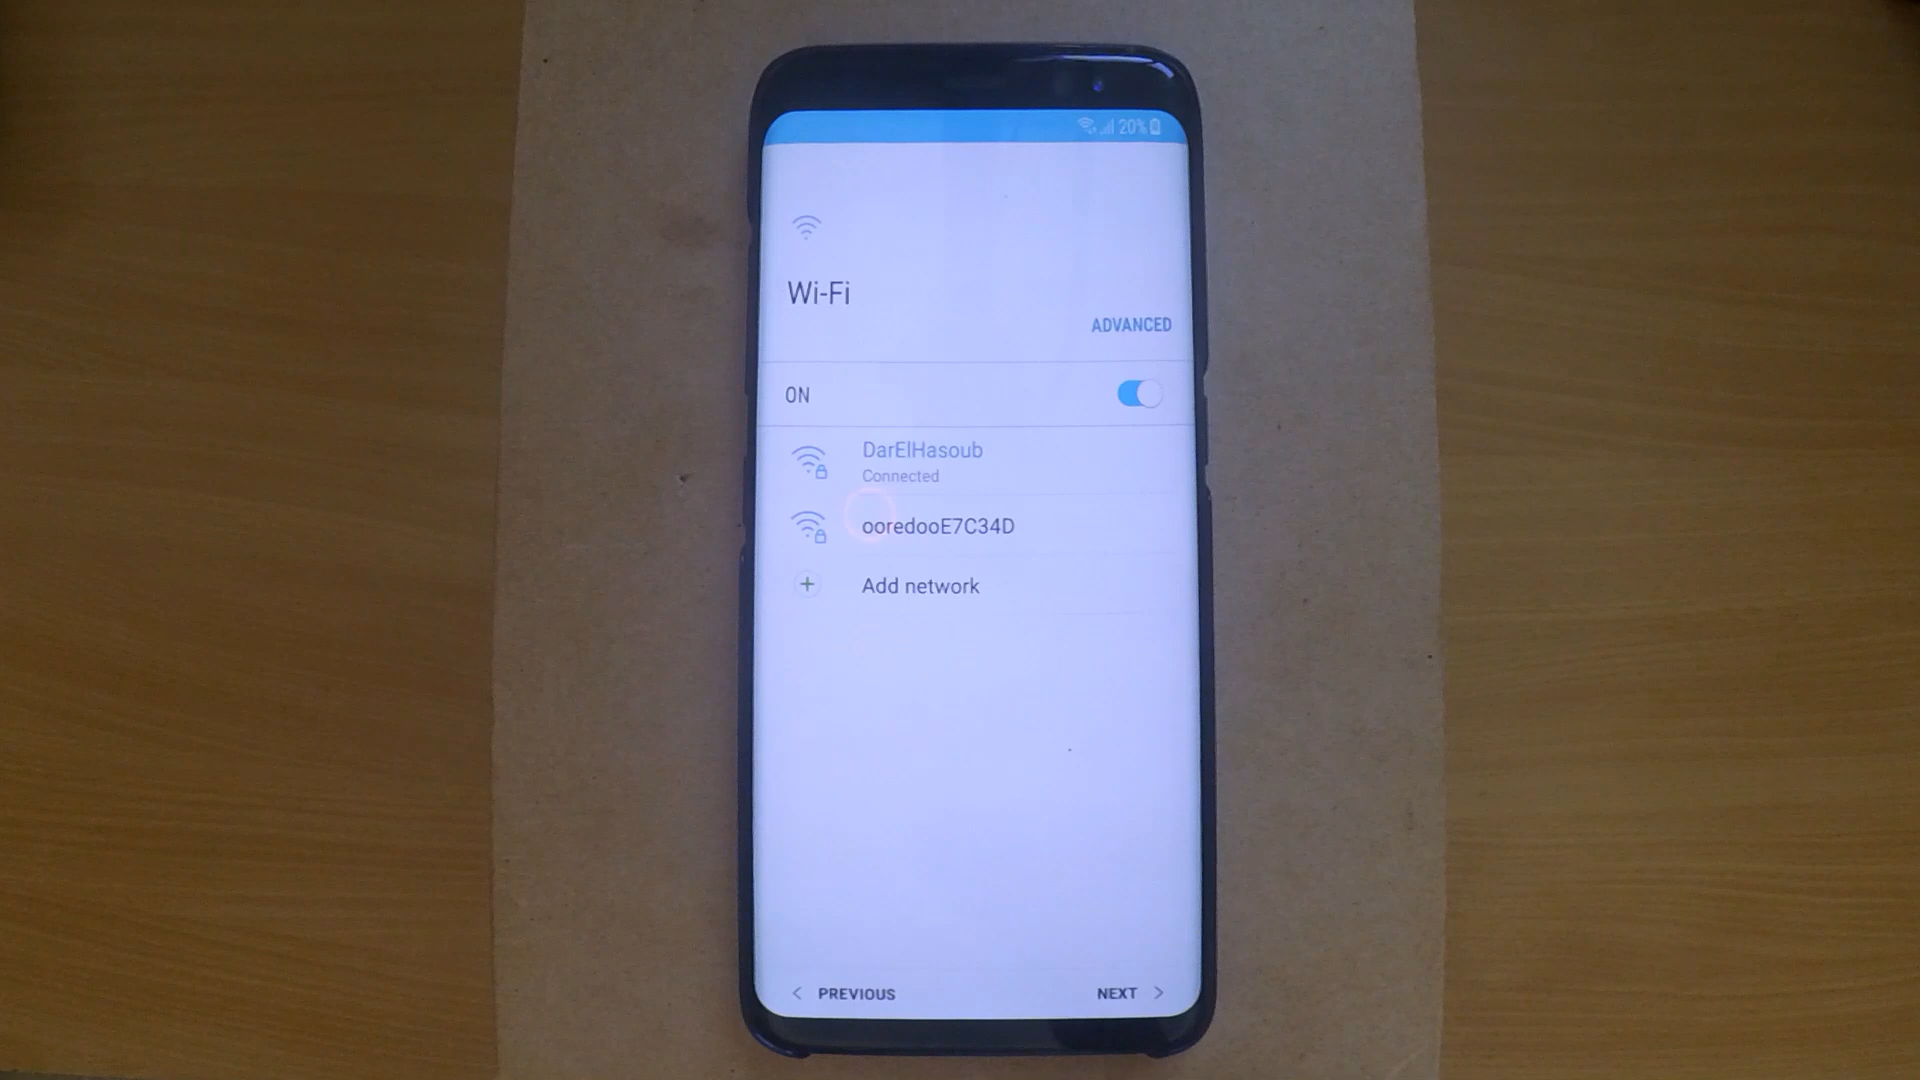 20%
Wi-Fi
ADVANCED
ON
DarElHasoub
Connected
ooredooE7C34D
Add network
PREVIOUS NEXT